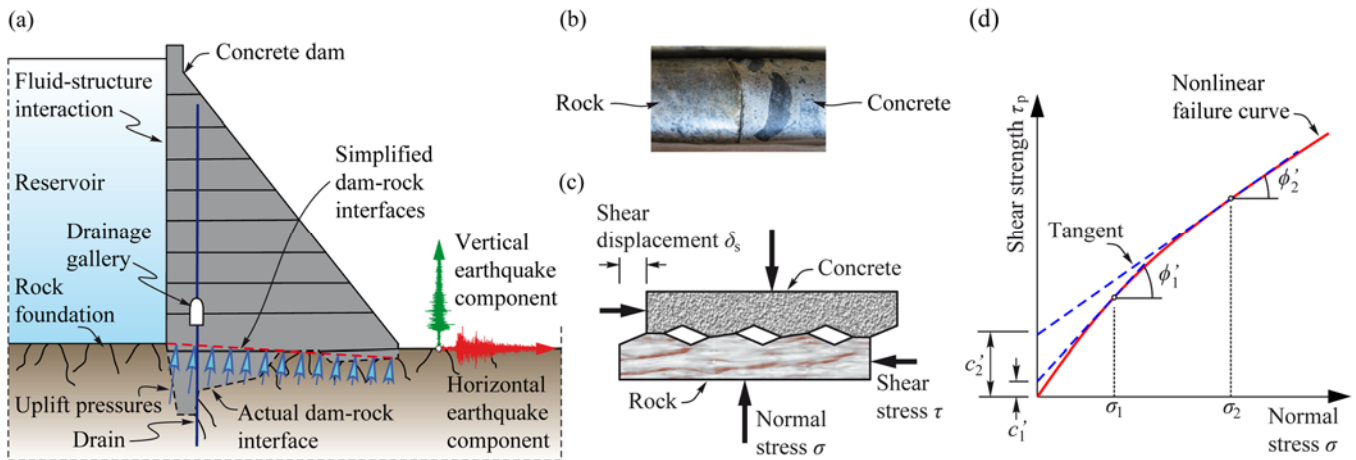 (a)
Concrete dam
Fluid-structure
interaction
Reservoir
Simplified
dam-rock
interfaces
Drainage
gallery
Rock
foundation
Vertical
earthquake
component
Uplift pressures
Drain
Actual dam-rock
interface
Horizontal
earthquake
component
(b)
Rock
Concrete
(c)
Shear
displacement δs
Concrete
Rock
Shear
stress τ
Normal
stress σ
(d)
Shear strength τp
Nonlinear
failure curve
ϕ'2
Tangent
ϕ'1
c'2
c'1
σ1
σ2
Normal
stress σ